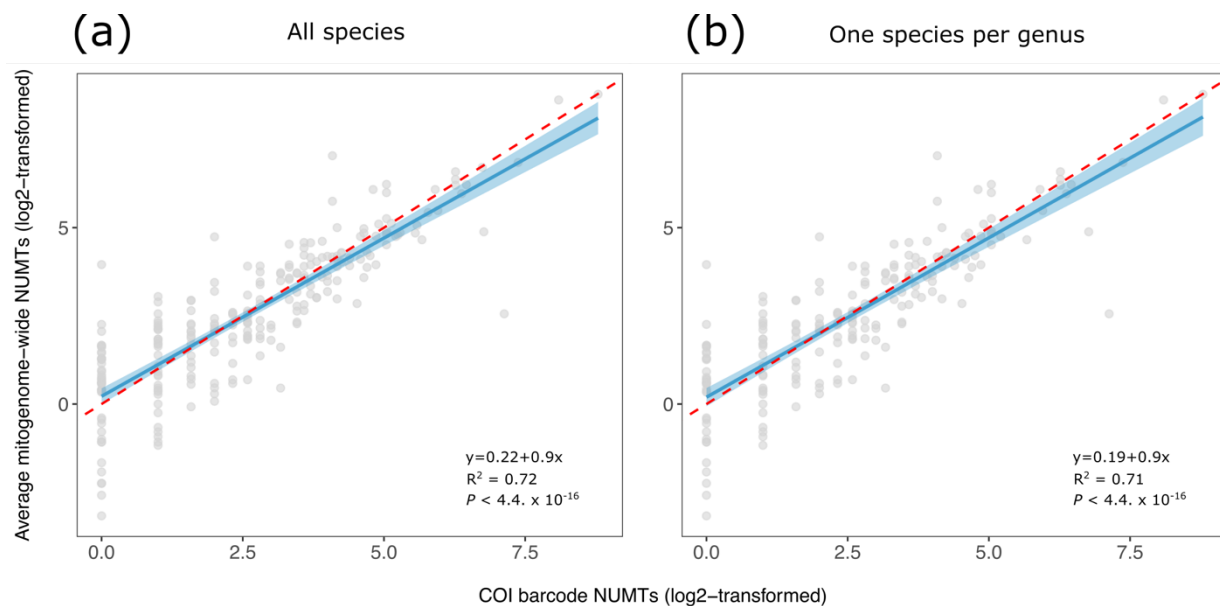 (a) All species
(b) One species per genus
Average mitogenome-wide NUMTs (log2-transformed)
5
0
y=0.22+0.9x
R² = 0.72
P < 4.4. x 10⁻¹⁶
0.0 2.5 5.0 7.5
5
0
y=0.19+0.9x
R² = 0.71
P < 4.4. x 10⁻¹⁶
0.0 2.5 5.0 7.5
COI barcode NUMTs (log2-transformed)